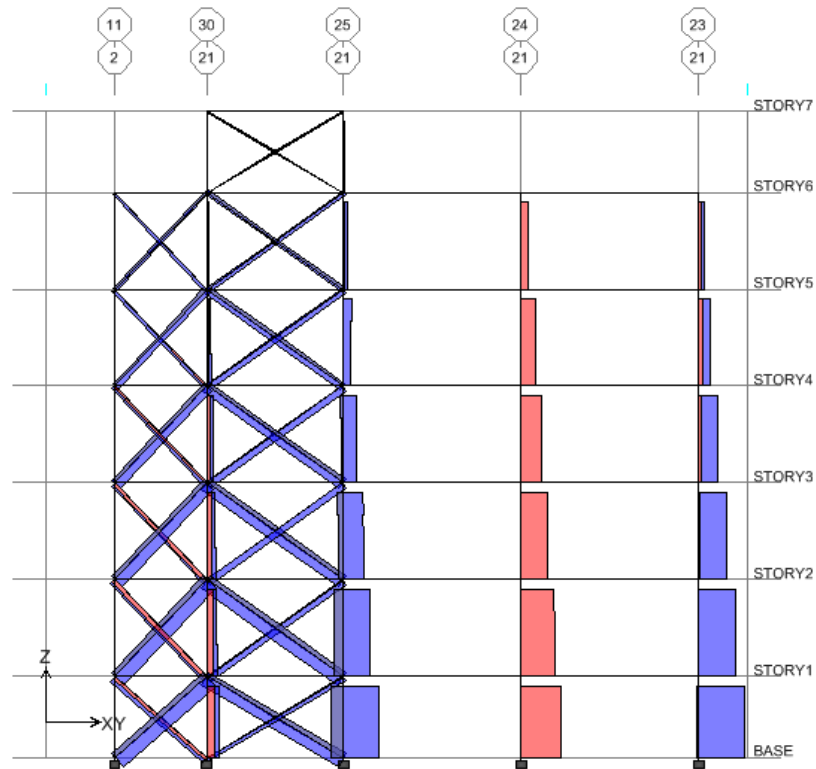 11 30 25 24 23
2 21 21 21 21
STORY7
STORY6
STORY5
STORY4
STORY3
STORY2
Z
STORY1
XY
BASE